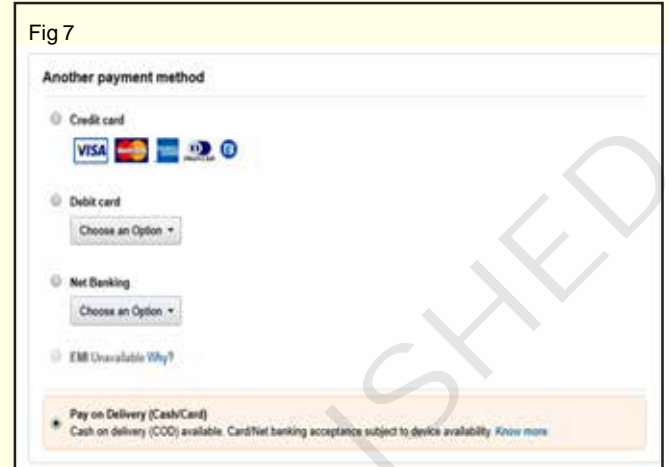 Fig 7
Another payment method
Credit card
VISA
Debit card
Choose an Option
Net Banking
Choose an Option
EMI Unavailable Why?
Pay on Delivery (Cash/Card)
Cash on delivery (COD) available. Card/Net banking acceptance subject to device availability. Know more
ISHED